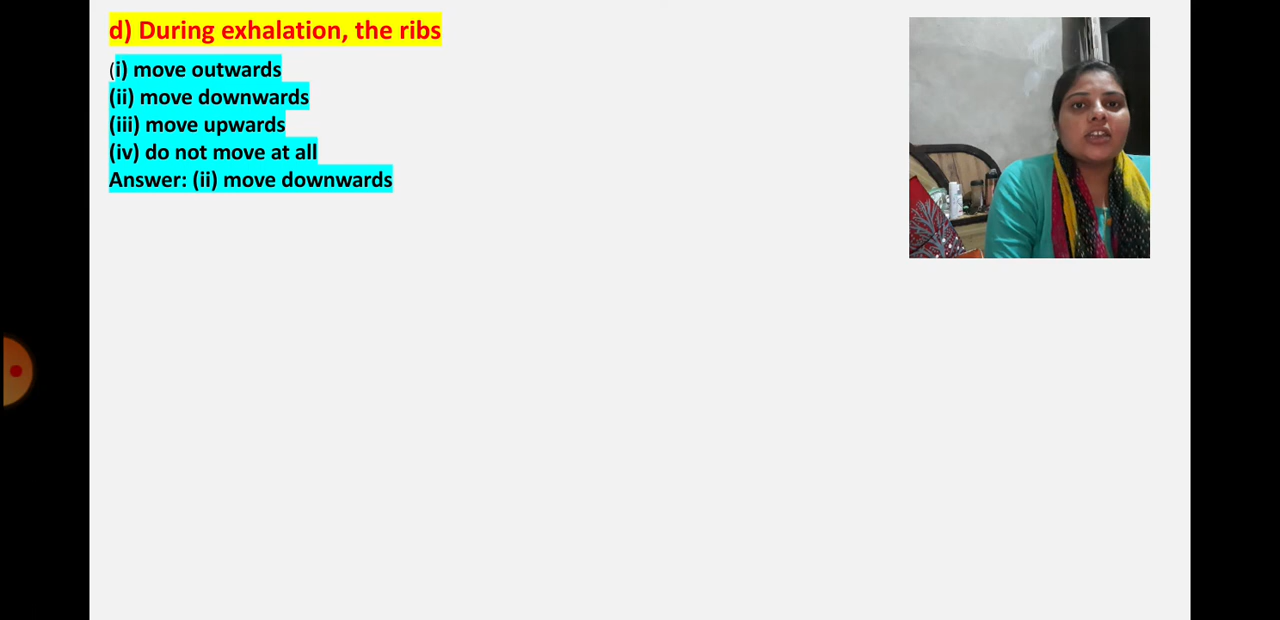 d) During exhalation, the ribs
(i) move outwards
(ii) move downwards
(iii) move upwards
(iv) do not move at all
Answer: (ii) move downwards